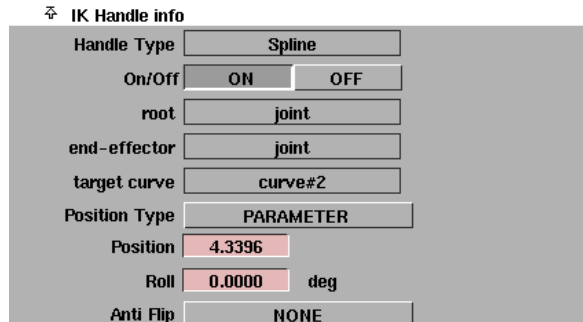 IK Handle info
Handle Type Spline
On/Off ON OFF
root joint
end-effector joint
target curve curve#2
Position Type PARAMETER
Position 4.3396
Roll 0.0000 deg
Anti Flip NONE